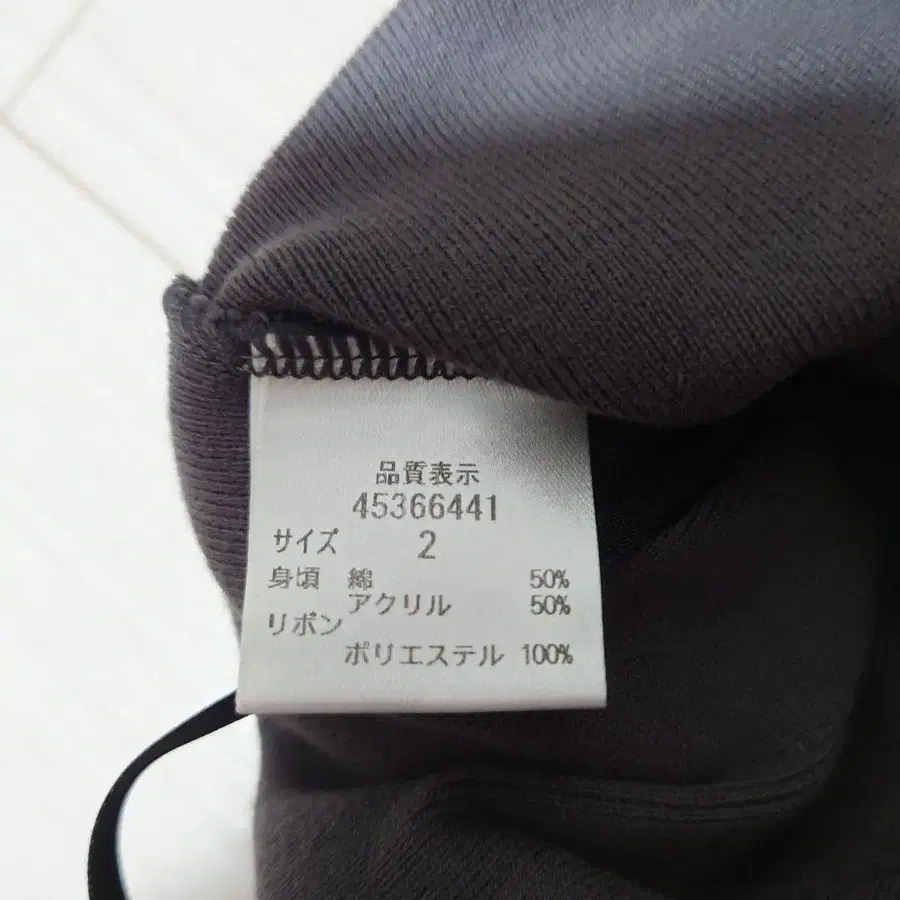 品質表示
45366441
サイズ 2
身頃 綿 50%
アクリル 50%
リボン
ポリエステル 100%